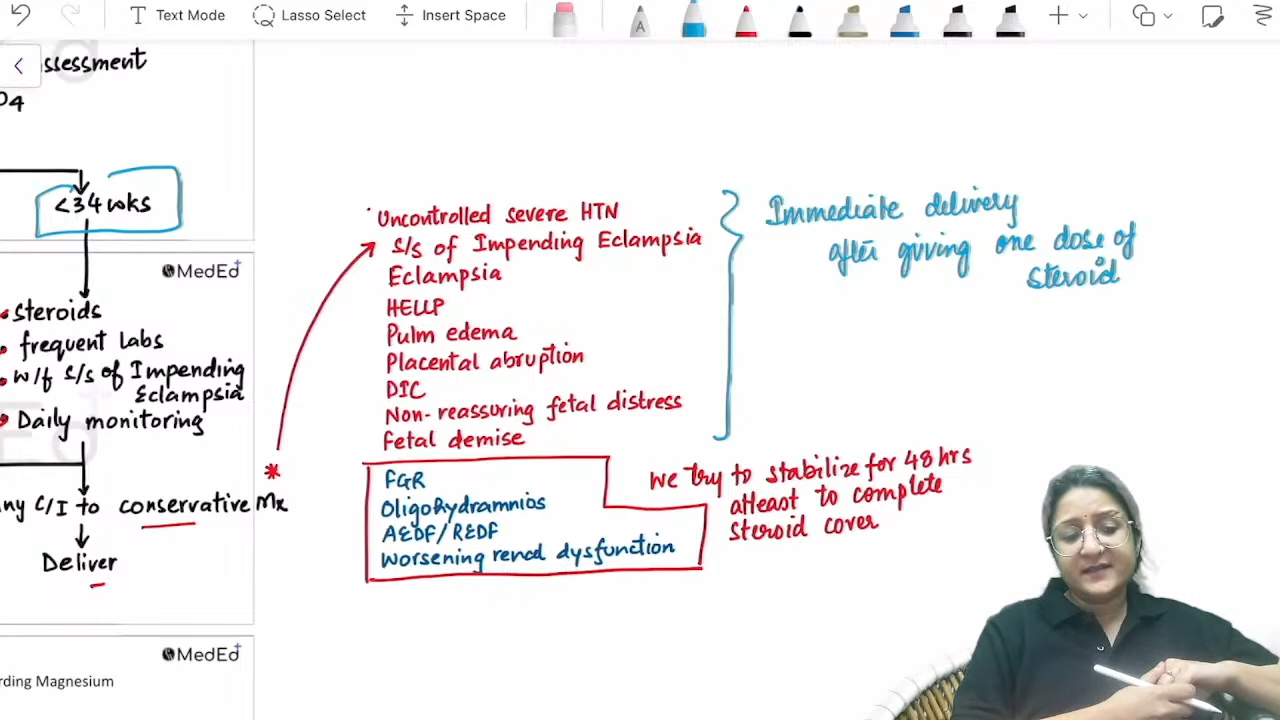 Text Mode
Lasso Select
Insert Space
A
ssessment
O4
<34 wks
MedEd
steroids
frequent labs
w/f s/s of Impending
Eclampsia
Daily monitoring
ny C/I to conservative Mx
Deliver
MedEd
rding Magnesium
*
Uncontrolled severe HTN
s/s of Impending Eclampsia
Eclampsia
HELLP
Pulm edema
Placental abruption
DIC
Non-reassuring fetal distress
Fetal demise
FGR
Oligohydramnios
AEDF/REDF
Worsening renal dysfunction
Immediate delivery
after giving one dose of
steroid
We try to stabilize for 48 hrs
atleast to complete
steroid cover